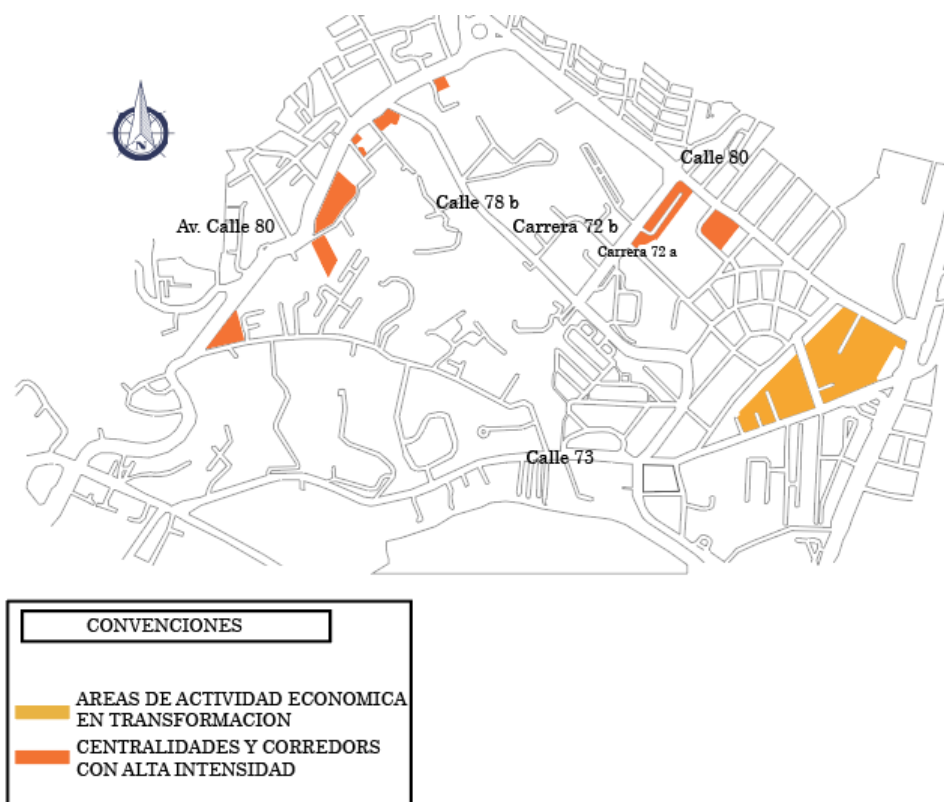 N
Calle 80
Calle 78 b
Av. Calle 80
Carrera 72 b
Carrera 72 a
Calle 73
CONVENCIONES
AREAS DE ACTIVIDAD ECONOMICA
EN TRANSFORMACION
CENTRALIDADES Y CORREDORS
CON ALTA INTENSIDAD